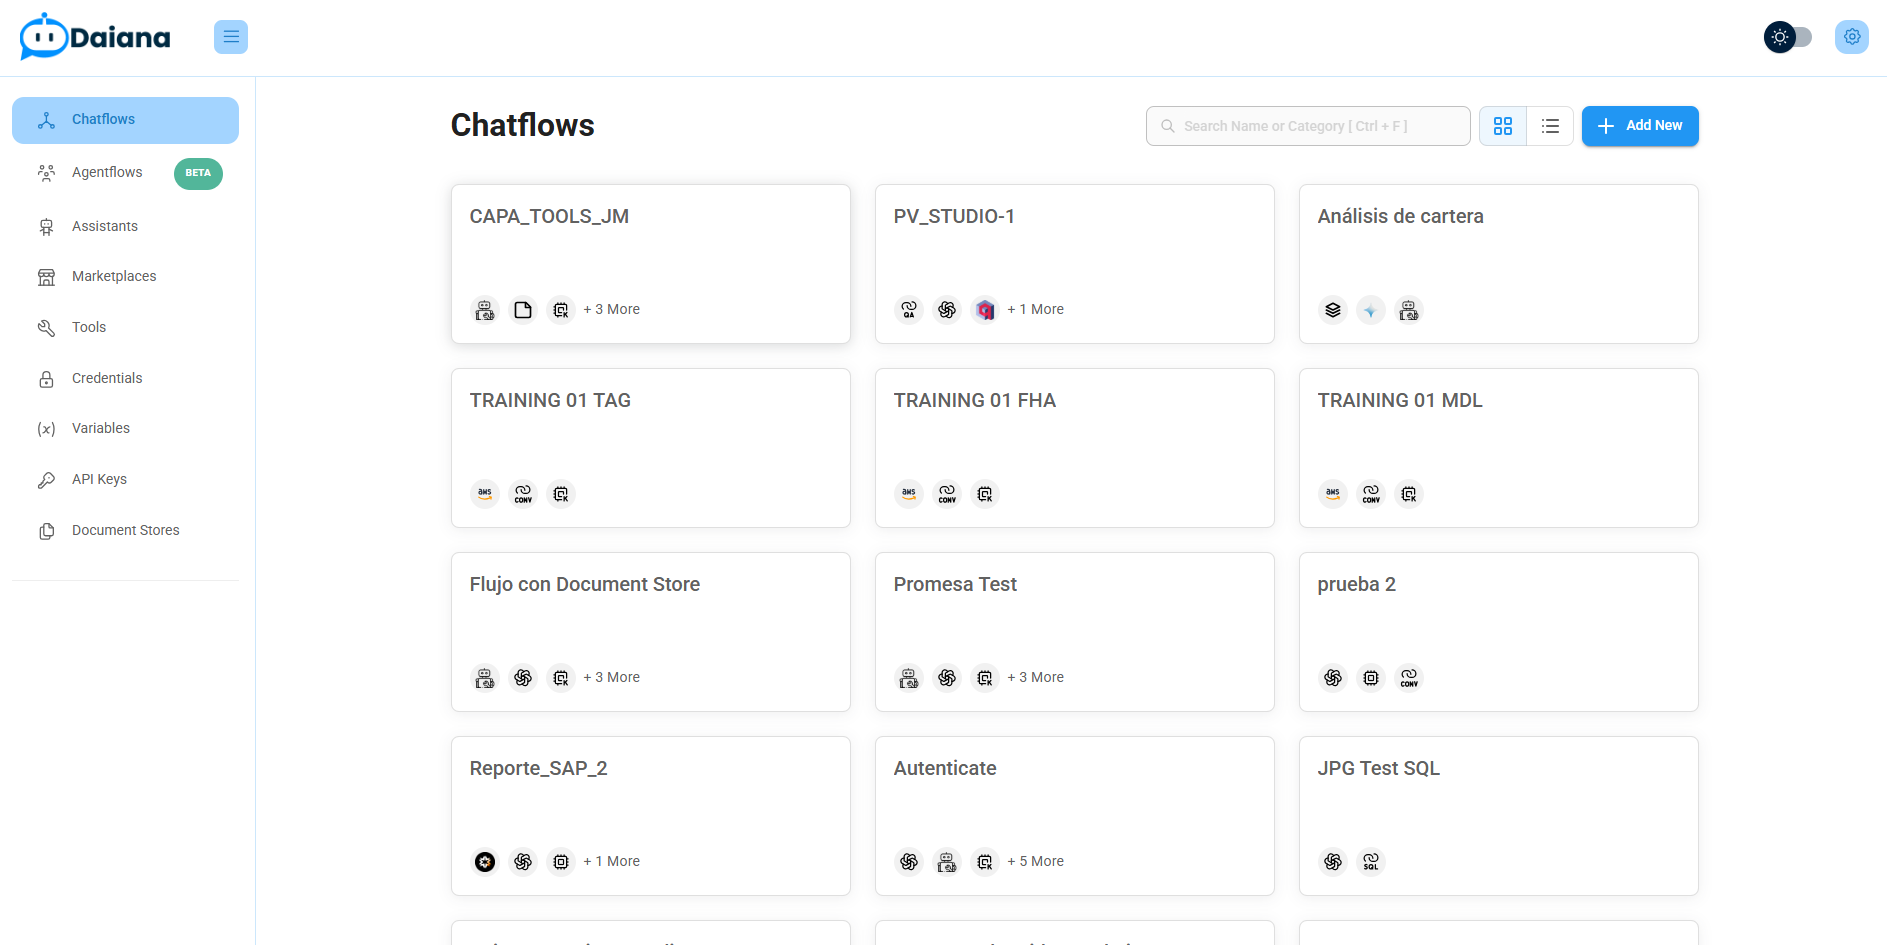 Daiana
Chatflows
Agentflows BETA
Assistants
Marketplaces
Tools
Credentials
Variables
API Keys
Document Stores
Chatflows
Search Name or Category [ Ctrl + F ]
Add New
CAPA_TOOLS_JM
+ 3 More
PV_STUDIO-1
QA
+ 1 More
Análisis de cartera
TRAINING 01 TAG
aws CONV K
TRAINING 01 FHA
aws CONV K
TRAINING 01 MDL
aws CONV K
Flujo con Document Store
+ 3 More
Promesa Test
+ 3 More
prueba 2
CONV
Reporte_SAP_2
+ 1 More
Autenticate
+ 5 More
JPG Test SQL
SQL